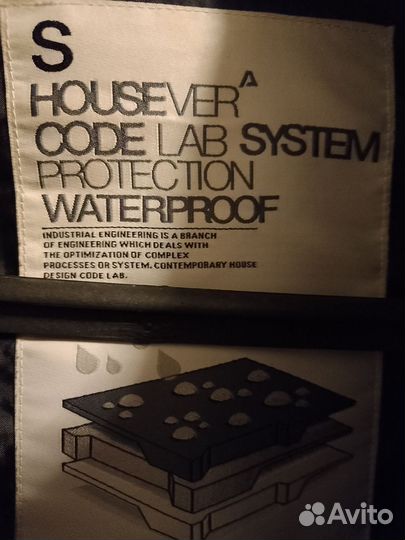 S
HOUSEVER A
CODE LAB SYSTEM
PROTECTION
WATERPROOF
INDUSTRIAL ENGINEERING IS A BRANCH
OF ENGINEERING WHICH DEALS WITH
THE OPTIMIZATION OF COMPLEX
PROCESSES OR SYSTEM. CONTEMPORARY HOUSE
DESIGN CODE LAB.
Avito